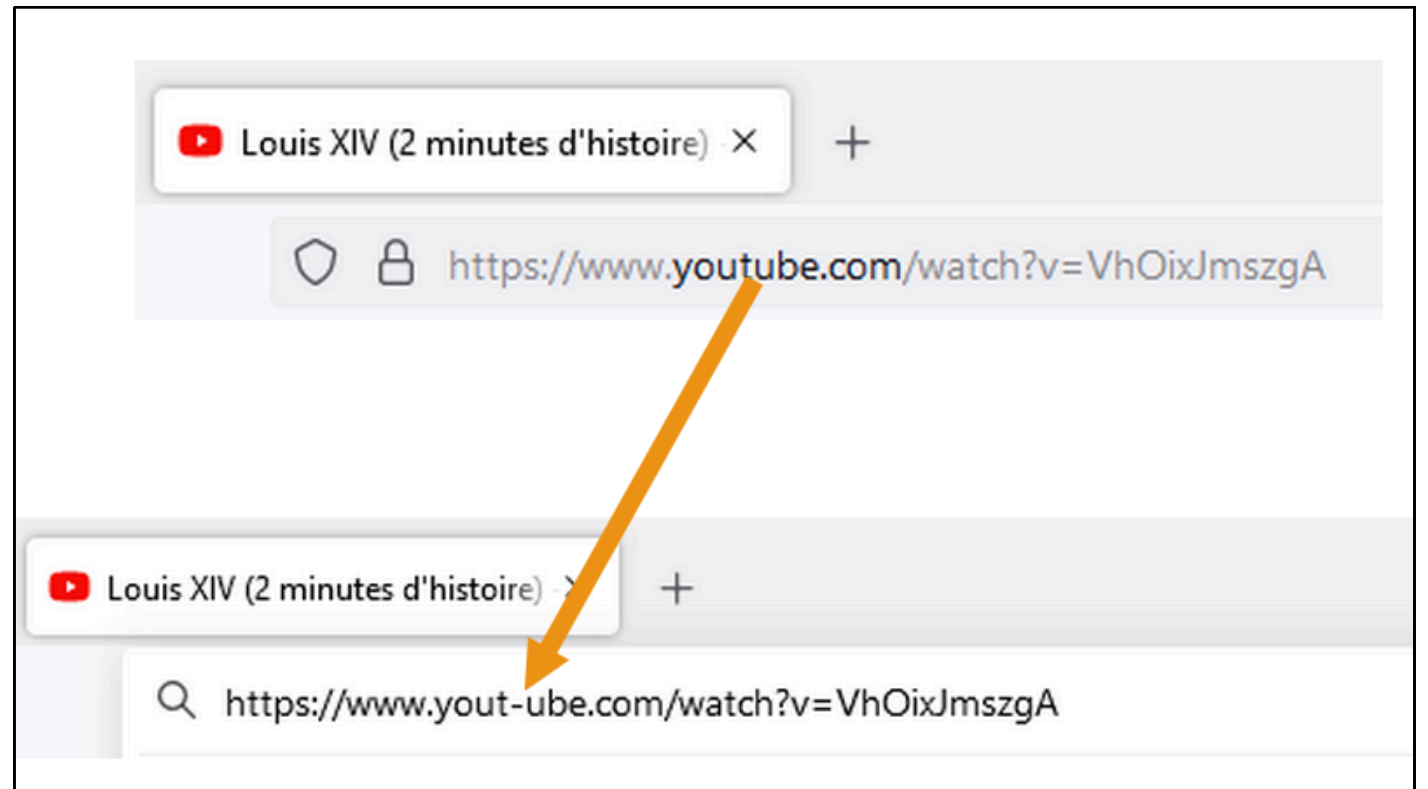 Louis XIV (2 minutes d'histoire)
https://www.youtube.com/watch?v=VhOixJmszgA
Louis XIV (2 minutes d'histoire)
https://www.yout-ube.com/watch?v=VhOixJmszgA